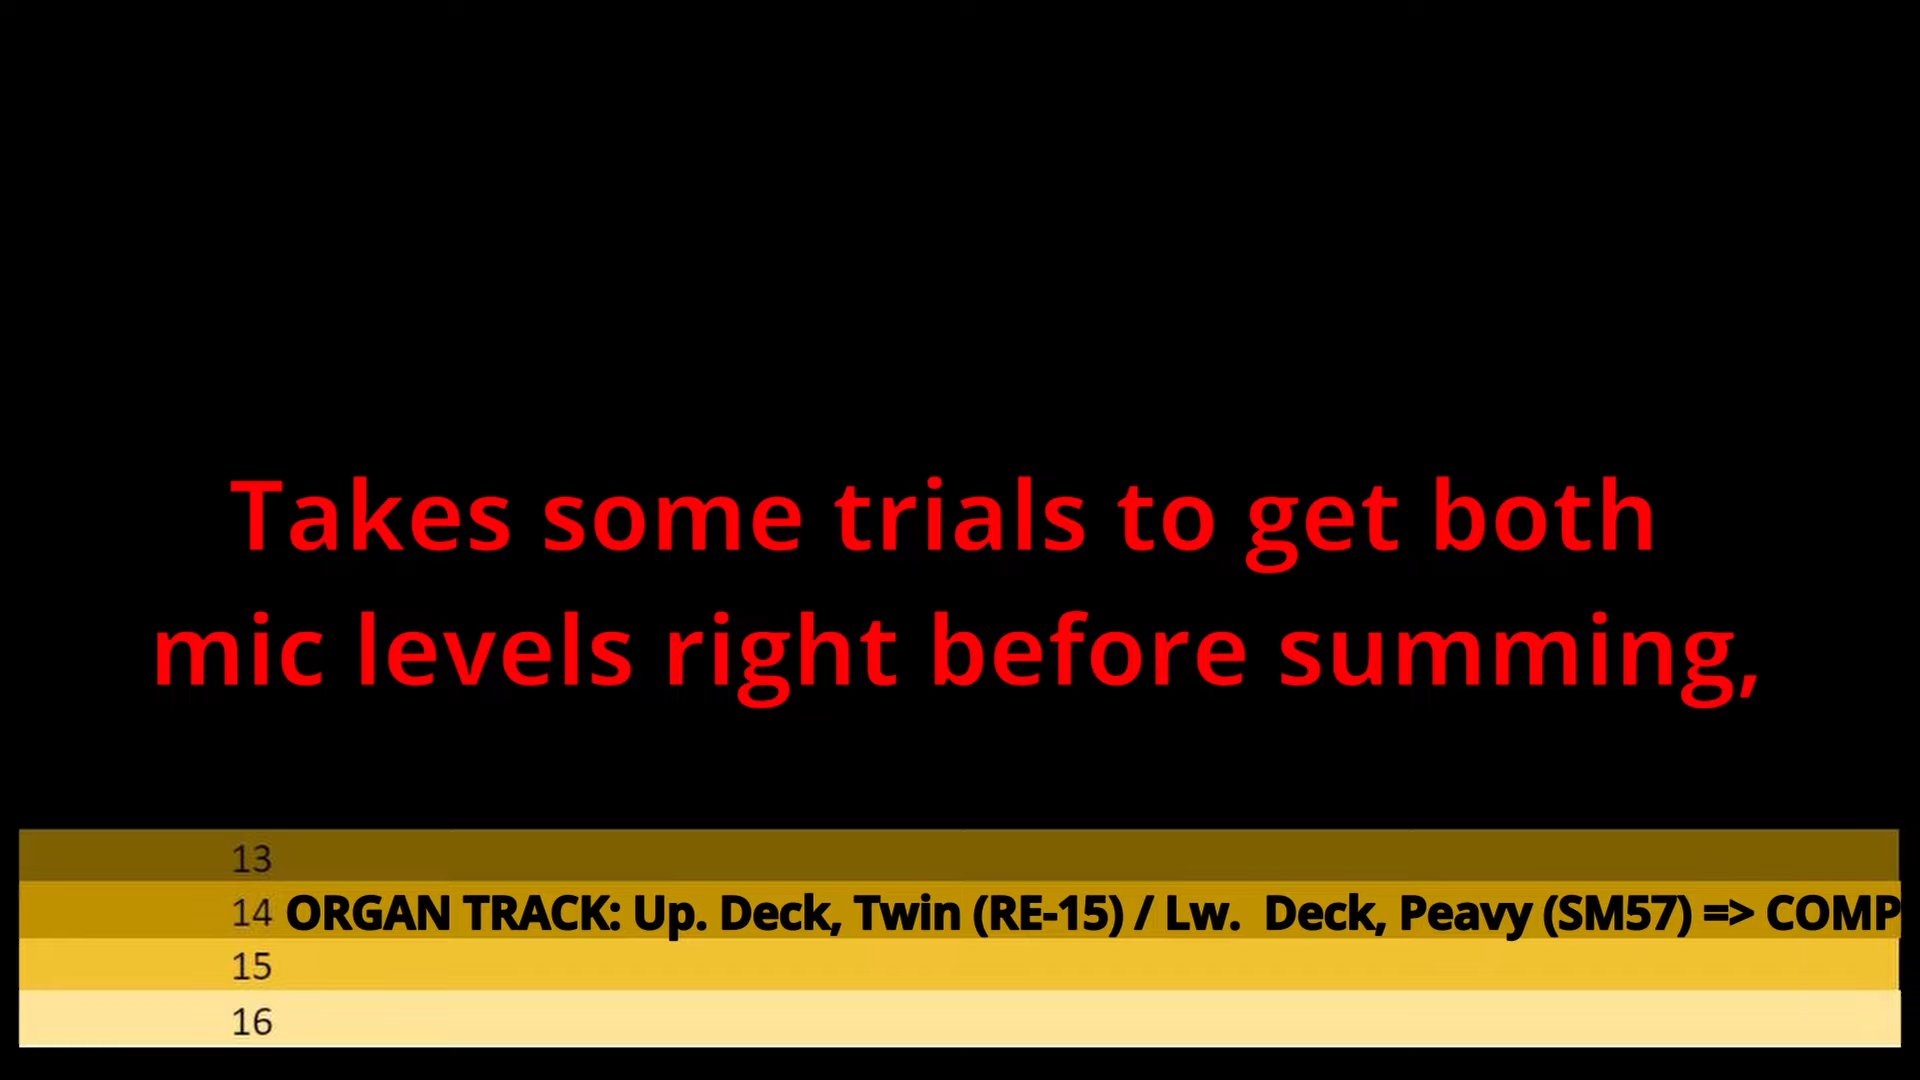 Takes some trials to get both
mic levels right before summing,
13
14 ORGAN TRACK: Up. Deck, Twin (RE-15) / Lw. Deck, Peavy (SM57) => COMP
15
16